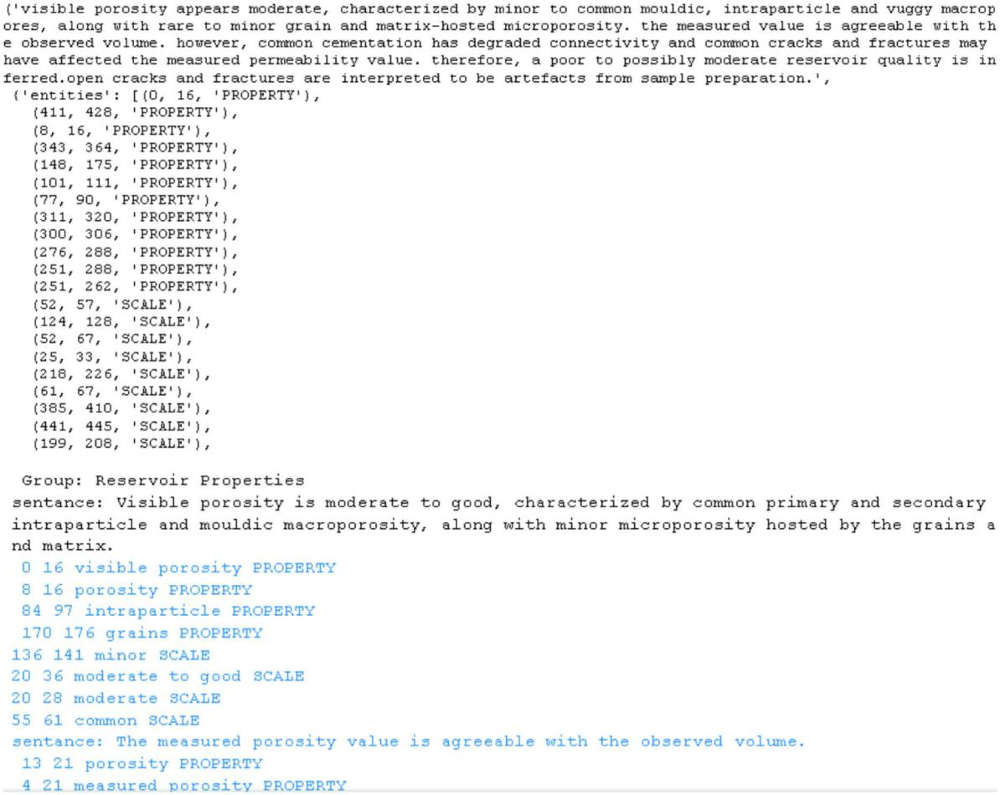 ('visible porosity appears moderate, characterized by minor to common mouldic, intraparticle and vuggy macrop
ores, along with rare to minor grain and matrix-hosted microporosity. the measured value is agreeable with th
e observed volume. however, common cementation has degraded connectivity and common cracks and fractures may
have affected the measured permeability value. therefore, a poor to possibly moderate reservoir quality is in
ferred.open cracks and fractures are interpreted to be artefacts from sample preparation.',
{'entities': [(0, 16, 'PROPERTY'),
(411, 428, 'PROPERTY'),
(8, 16, 'PROPERTY'),
(343, 364, 'PROPERTY'),
(148, 175, 'PROPERTY'),
(101, 111, 'PROPERTY'),
(77, 90, 'PROPERTY'),
(311, 320, 'PROPERTY'),
(300, 306, 'PROPERTY'),
(276, 288, 'PROPERTY'),
(251, 288, 'PROPERTY'),
(251, 262, 'PROPERTY'),
(52, 57, 'SCALE'),
(124, 128, 'SCALE'),
(52, 67, 'SCALE'),
(25, 33, 'SCALE'),
(218, 226, 'SCALE'),
(61, 67, 'SCALE'),
(385, 410, 'SCALE'),
(441, 445, 'SCALE'),
(199, 208, 'SCALE'),
Group: Reservoir Properties
sentance: Visible porosity is moderate to good, characterized by common primary and secondary
intraparticle and mouldic macroporosity, along with minor microporosity hosted by the grains a
nd matrix.
0 16 visible porosity PROPERTY
8 16 porosity PROPERTY
84 97 intraparticle PROPERTY
170 176 grains PROPERTY
136 141 minor SCALE
20 36 moderate to good SCALE
20 28 moderate SCALE
55 61 common SCALE
sentance: The measured porosity value is agreeable with the observed volume.
13 21 porosity PROPERTY
4 21 measured porosity PROPERTY